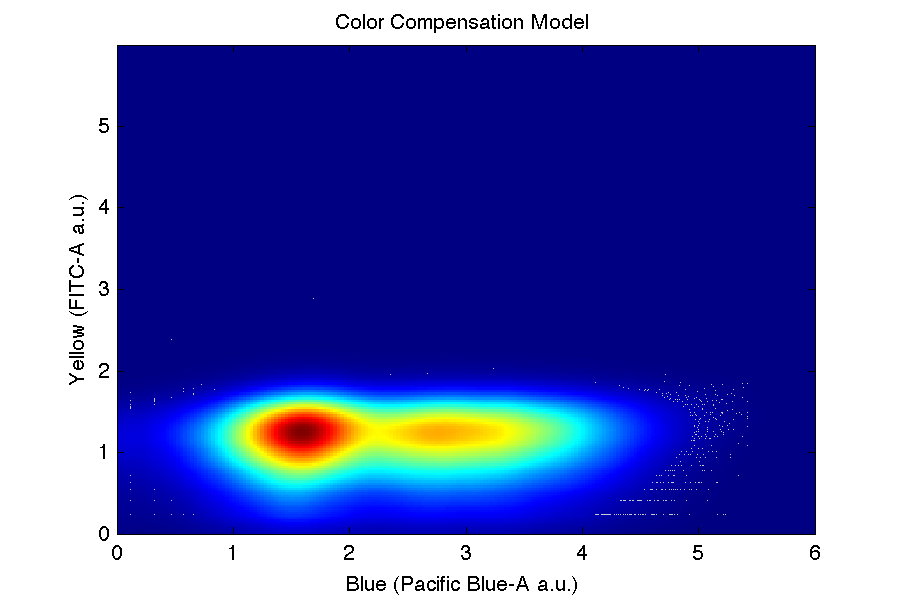 Color Compensation Model
Yellow (FITC-A a.u.)
5
4
3
2
1
0
0 1 2 3 4 5 6
Blue (Pacific Blue-A a.u.)